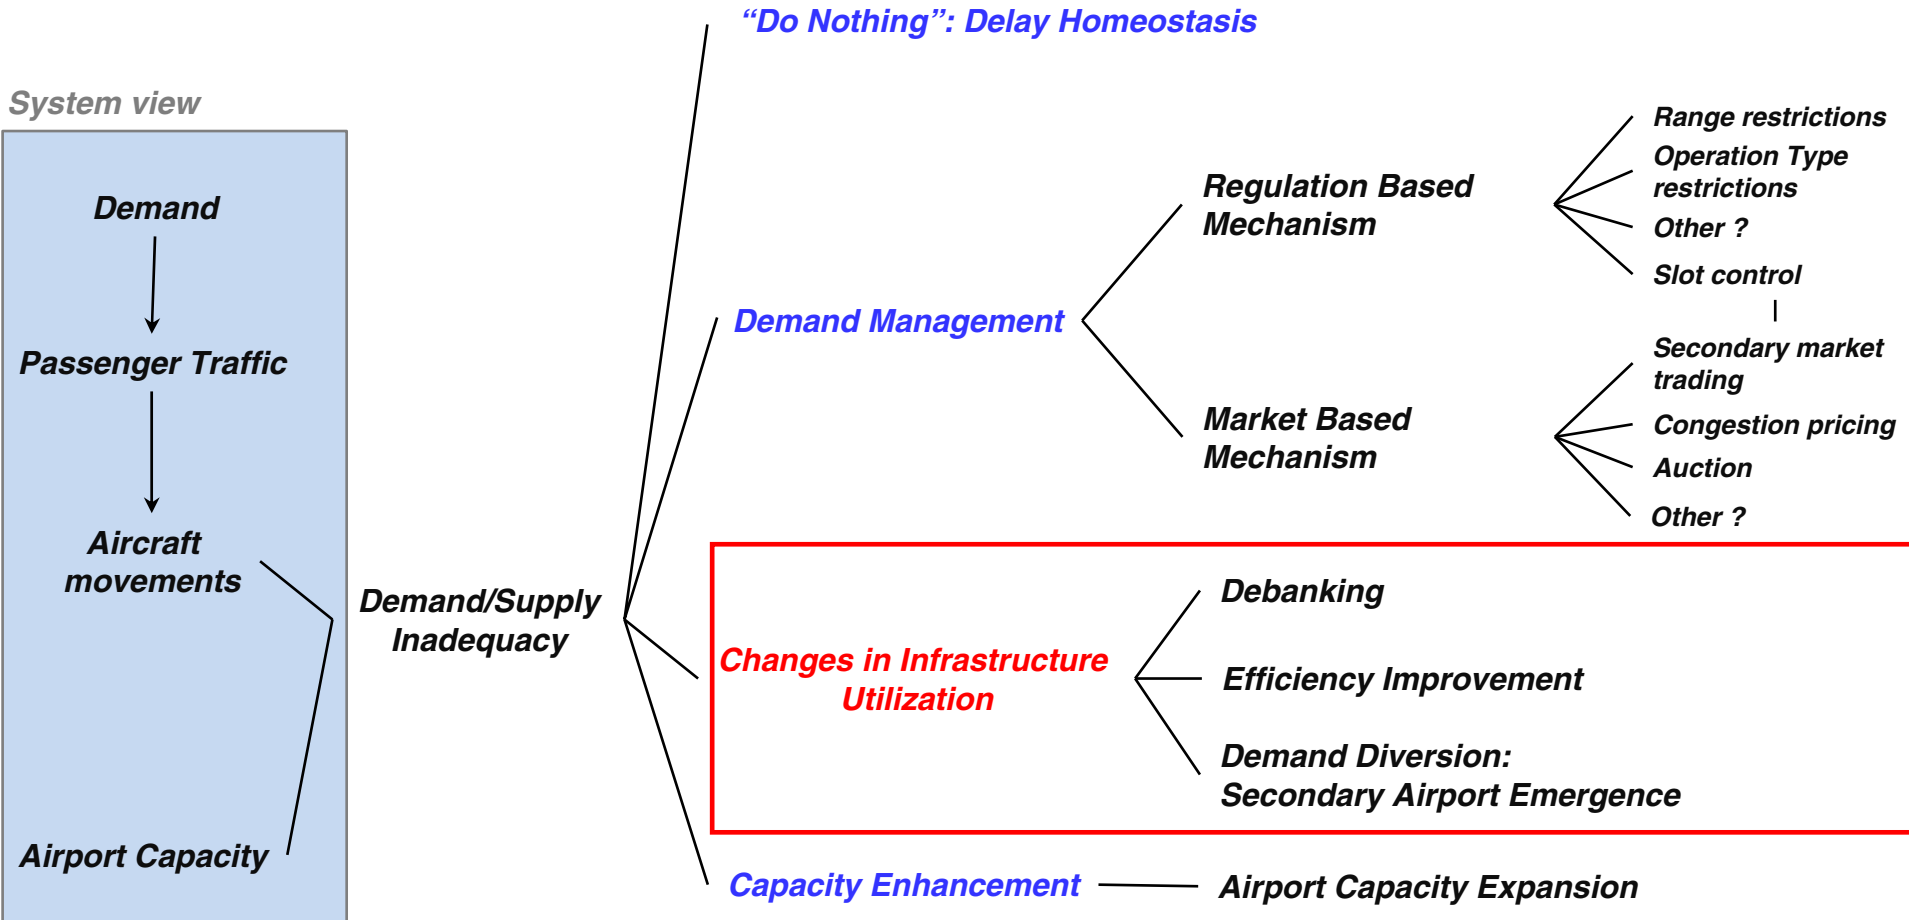 “Do Nothing”: Delay Homeostasis
System view
Demand
Passenger Traffic
Aircraft
movements
Airport Capacity
Demand/Supply
Inadequacy
Demand Management
Regulation Based
Mechanism
Range restrictions
Operation Type
restrictions
Other ?
Slot control
Market Based
Mechanism
Secondary market
trading
Congestion pricing
Auction
Other ?
Changes in Infrastructure
Utilization
Debanking
Efficiency Improvement
Demand Diversion:
Secondary Airport Emergence
Capacity Enhancement
Airport Capacity Expansion